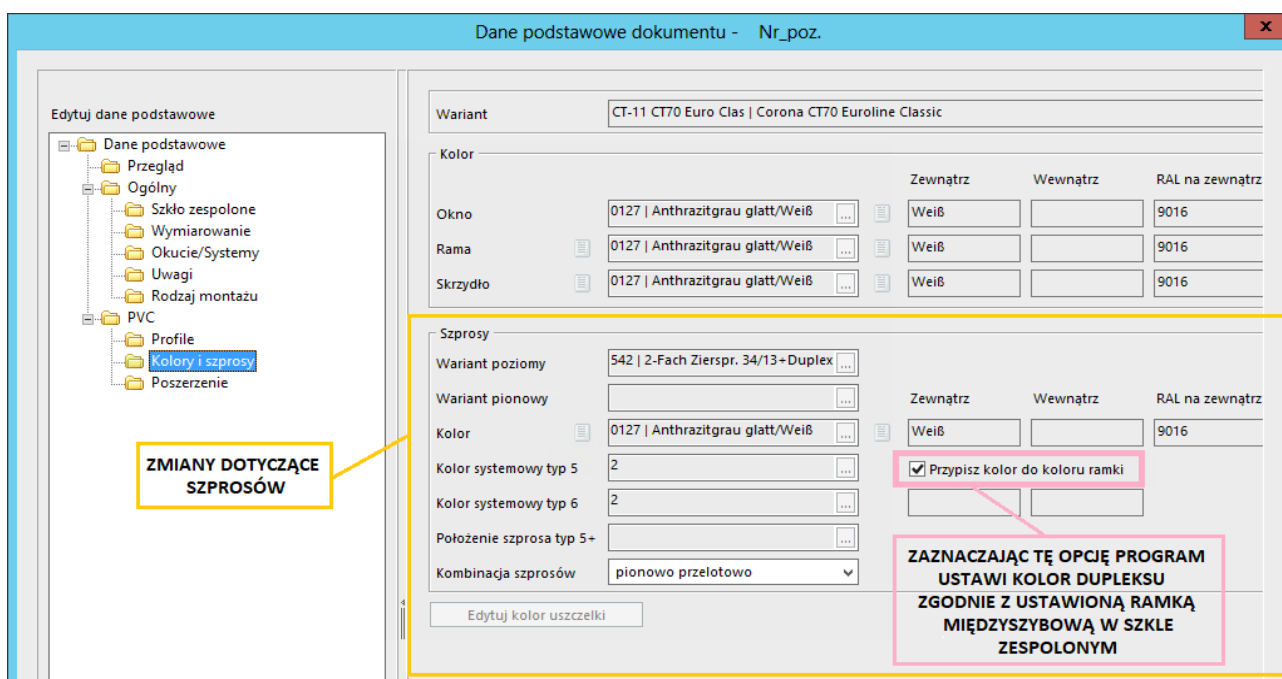 Dane podstawowe dokumentu - Nr_poz.
x
Edytuj dane podstawowe
Dane podstawowe
Przegląd
Ogólny
Szkło zespolone
Wymiarowanie
Okucie/Systemy
Uwagi
Rodzaj montażu
PVC
Profile
Kolory i szprosy
Poszerzenie
ZMIANY DOTYCZĄCE
SZPROSÓW
Wariant CT-11 CT70 Euro Clas | Corona CT70 Euroline Classic
Kolor
Zewnątrz Wewnątrz RAL na zewnątrz
Okno 0127 | Anthrazitgrau glatt/Weiß ... Weiß 9016
Rama 0127 | Anthrazitgrau glatt/Weiß ... Weiß 9016
Skrzydło 0127 | Anthrazitgrau glatt/Weiß ... Weiß 9016
Szprosy
Wariant poziomy 542 | 2-Fach Zierspr. 34/13+Duplex ...
Wariant pionowy ... Zewnątrz Wewnątrz RAL na zewnątrz
Kolor 0127 | Anthrazitgrau glatt/Weiß ... Weiß 9016
Kolor systemowy typ 5 2 ... Przypisz kolor do koloru ramki
Kolor systemowy typ 6 2 ...
Położenie szprosa typ 5+ ...
Kombinacja szprosów pionowo przelotowo
Edytuj kolor uszczelki
ZAZNACZAJĄC TĘ OPCJĘ PROGRAM
USTAWI KOLOR DUPLEKSU
ZGODNIE Z USTAWIONĄ RAMKĄ
MIĘDZYSZYBOWĄ W SZKLE
ZESPOLONYM